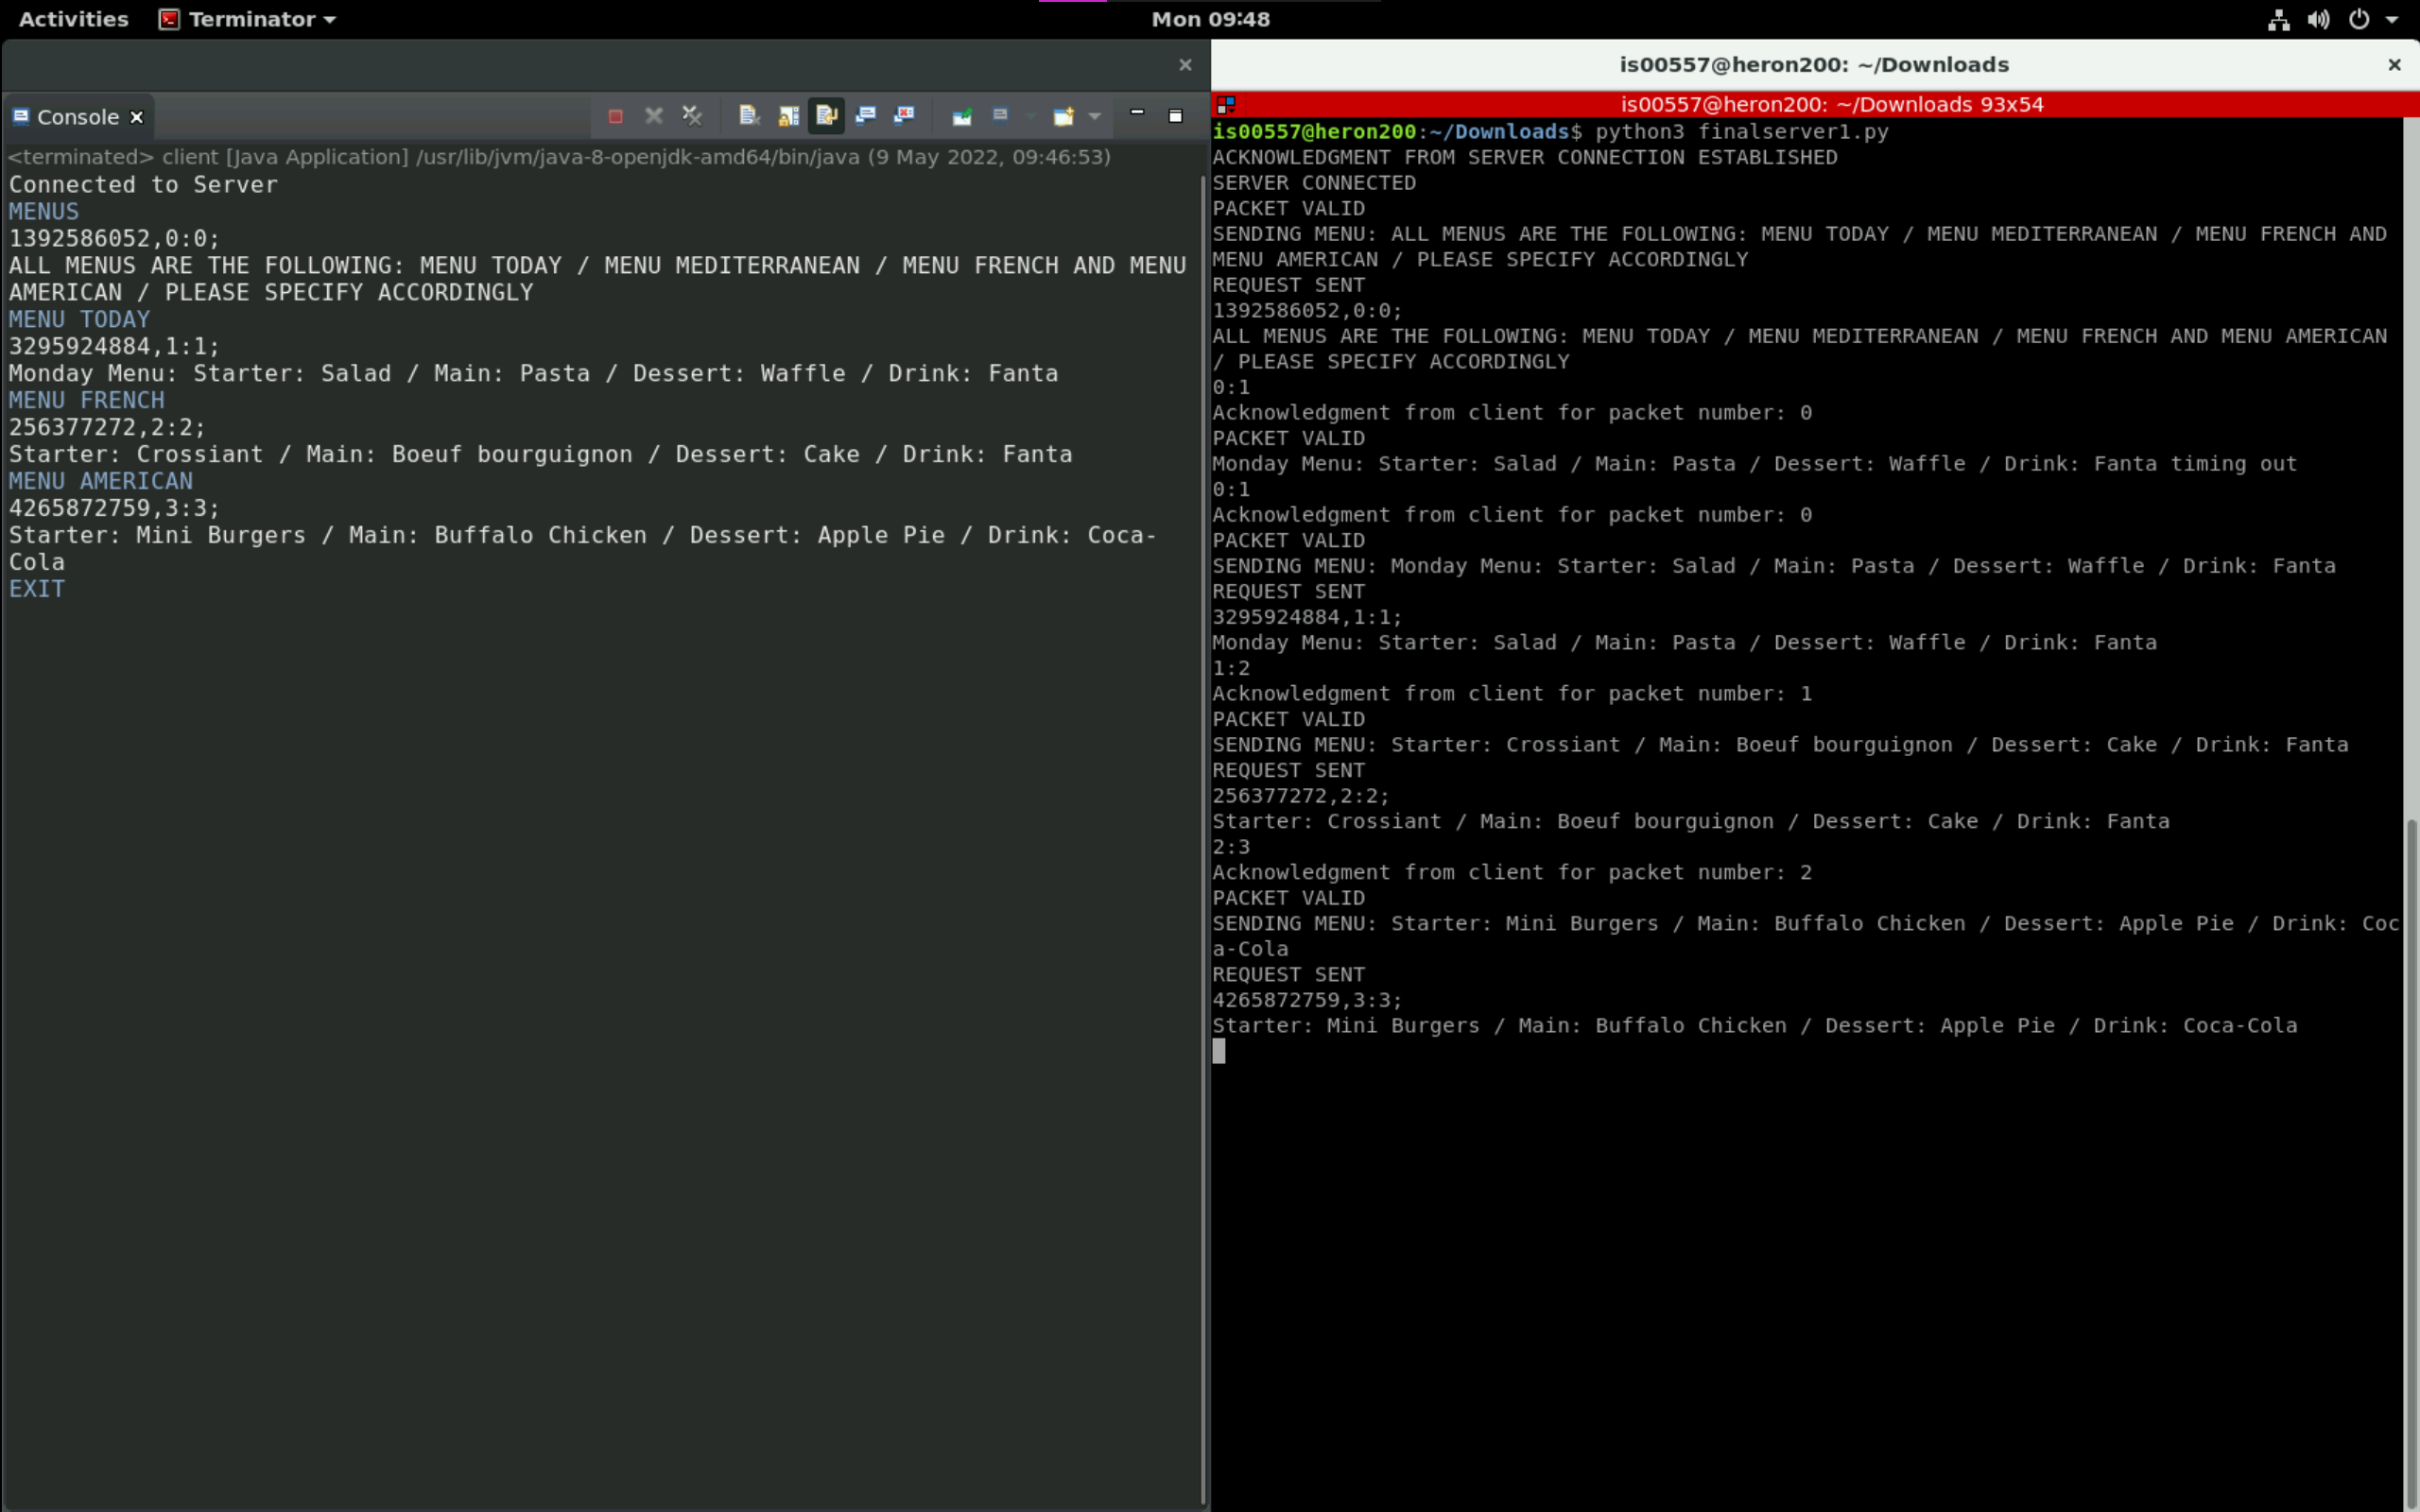 Activities Terminator Mon 09:48
is00557@heron200: ~/Downloads
Console
is00557@heron200: ~/Downloads 93x54
<terminated> client [Java Application] /usr/lib/jvm/java-8-openjdk-amd64/bin/java (9 May 2022, 09:46:53)
Connected to Server
MENUS
1392586052,0:0;
ALL MENUS ARE THE FOLLOWING: MENU TODAY / MENU MEDITERRANEAN / MENU FRENCH AND MENU
AMERICAN / PLEASE SPECIFY ACCORDINGLY
MENU TODAY
3295924884,1:1;
Monday Menu: Starter: Salad / Main: Pasta / Dessert: Waffle / Drink: Fanta
MENU FRENCH
256377272,2:2;
Starter: Crossiant / Main: Boeuf bourguignon / Dessert: Cake / Drink: Fanta
MENU AMERICAN
4265872759,3:3;
Starter: Mini Burgers / Main: Buffalo Chicken / Dessert: Apple Pie / Drink: Coca-
Cola
EXIT
is00557@heron200:~/Downloads$ python3 finalserver1.py
ACKNOWLEDGMENT FROM SERVER CONNECTION ESTABLISHED
SERVER CONNECTED
PACKET VALID
SENDING MENU: ALL MENUS ARE THE FOLLOWING: MENU TODAY / MENU MEDITERRANEAN / MENU FRENCH AND
MENU AMERICAN / PLEASE SPECIFY ACCORDINGLY
REQUEST SENT
1392586052,0:0;
ALL MENUS ARE THE FOLLOWING: MENU TODAY / MENU MEDITERRANEAN / MENU FRENCH AND MENU AMERICAN
/ PLEASE SPECIFY ACCORDINGLY
0:1
Acknowledgment from client for packet number: 0
PACKET VALID
Monday Menu: Starter: Salad / Main: Pasta / Dessert: Waffle / Drink: Fanta timing out
0:1
Acknowledgment from client for packet number: 0
PACKET VALID
SENDING MENU: Monday Menu: Starter: Salad / Main: Pasta / Dessert: Waffle / Drink: Fanta
REQUEST SENT
3295924884,1:1;
Monday Menu: Starter: Salad / Main: Pasta / Dessert: Waffle / Drink: Fanta
1:2
Acknowledgment from client for packet number: 1
PACKET VALID
SENDING MENU: Starter: Crossiant / Main: Boeuf bourguignon / Dessert: Cake / Drink: Fanta
REQUEST SENT
256377272,2:2;
Starter: Crossiant / Main: Boeuf bourguignon / Dessert: Cake / Drink: Fanta
2:3
Acknowledgment from client for packet number: 2
PACKET VALID
SENDING MENU: Starter: Mini Burgers / Main: Buffalo Chicken / Dessert: Apple Pie / Drink: Coc
a-Cola
REQUEST SENT
4265872759,3:3;
Starter: Mini Burgers / Main: Buffalo Chicken / Dessert: Apple Pie / Drink: Coca-Cola